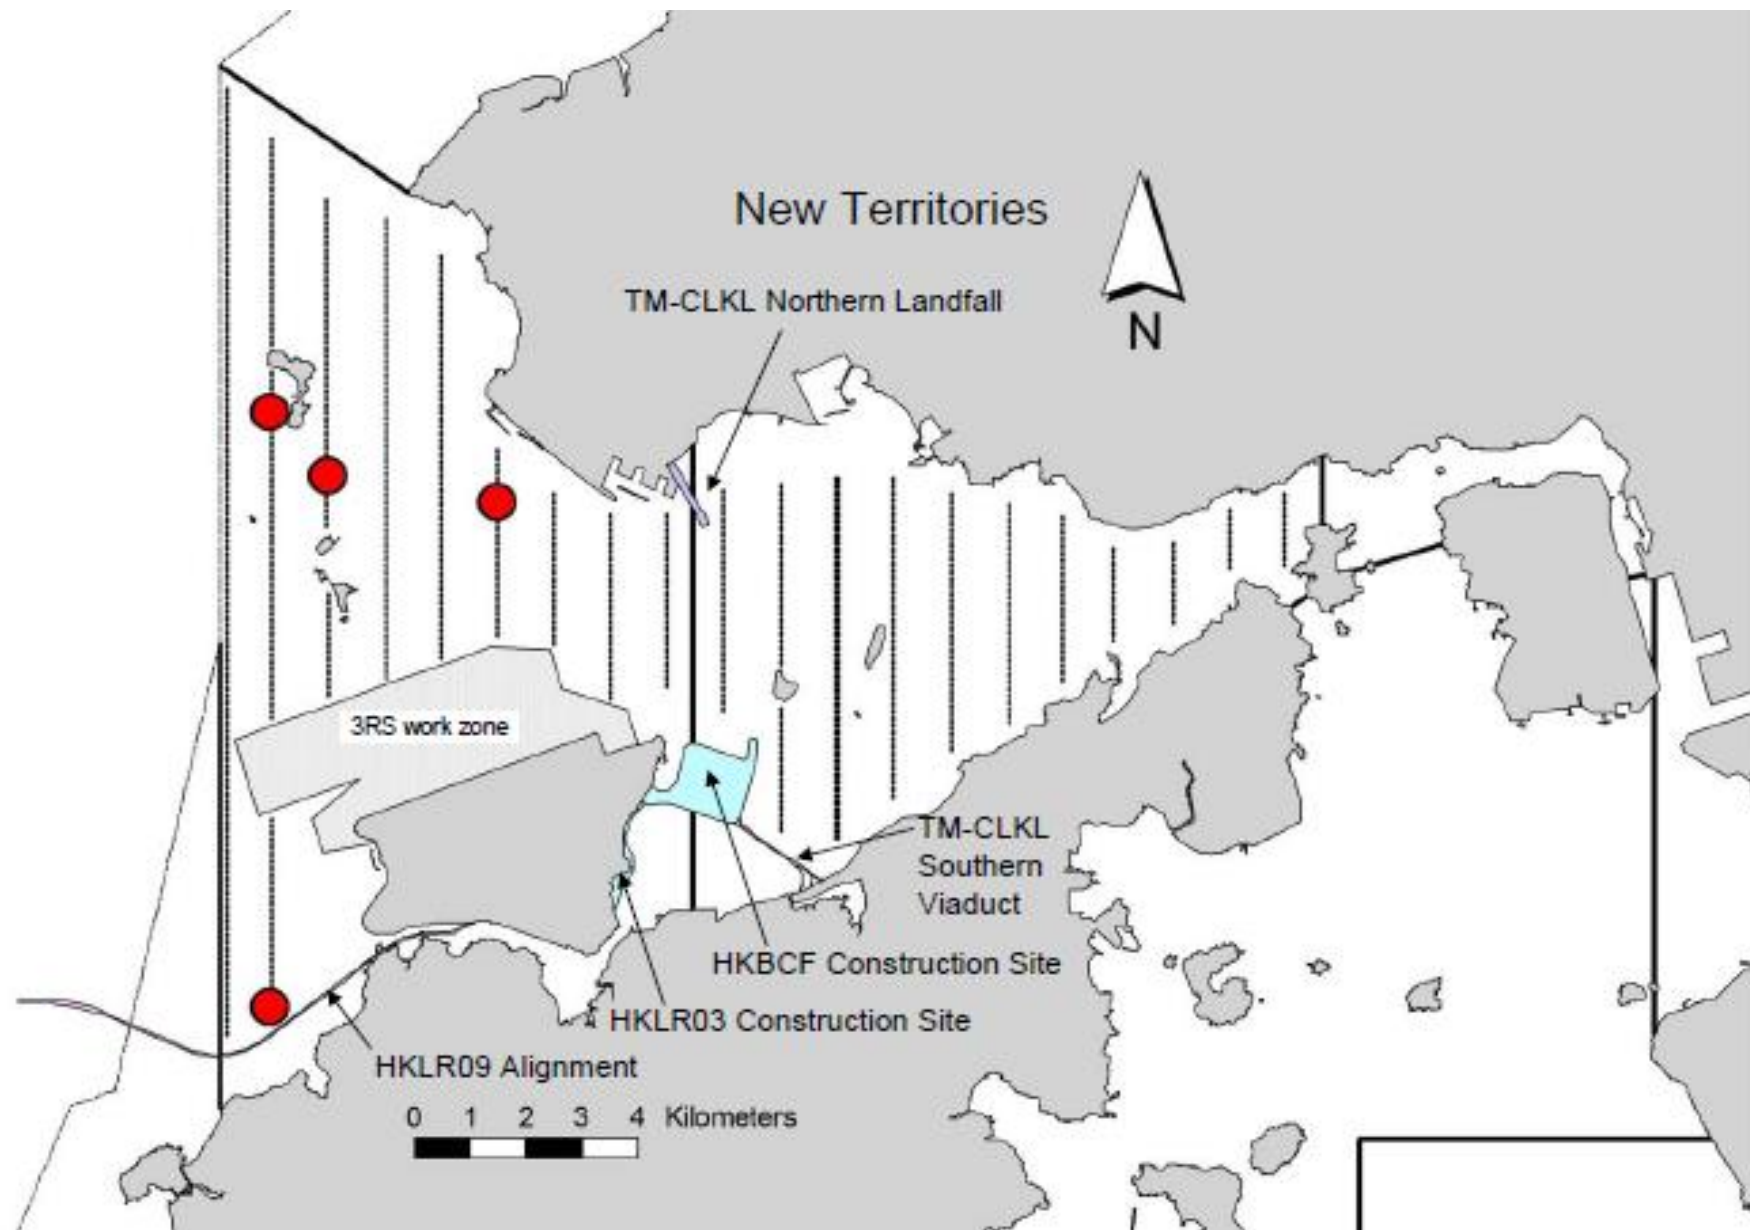 New Territories
TM-CLKL Northern Landfall
N
3RS work zone
TM-CLKL
Southern
Viaduct
HKBCF Construction Site
HKLR03 Construction Site
HKLR09 Alignment
0 1 2 3 4 Kilometers